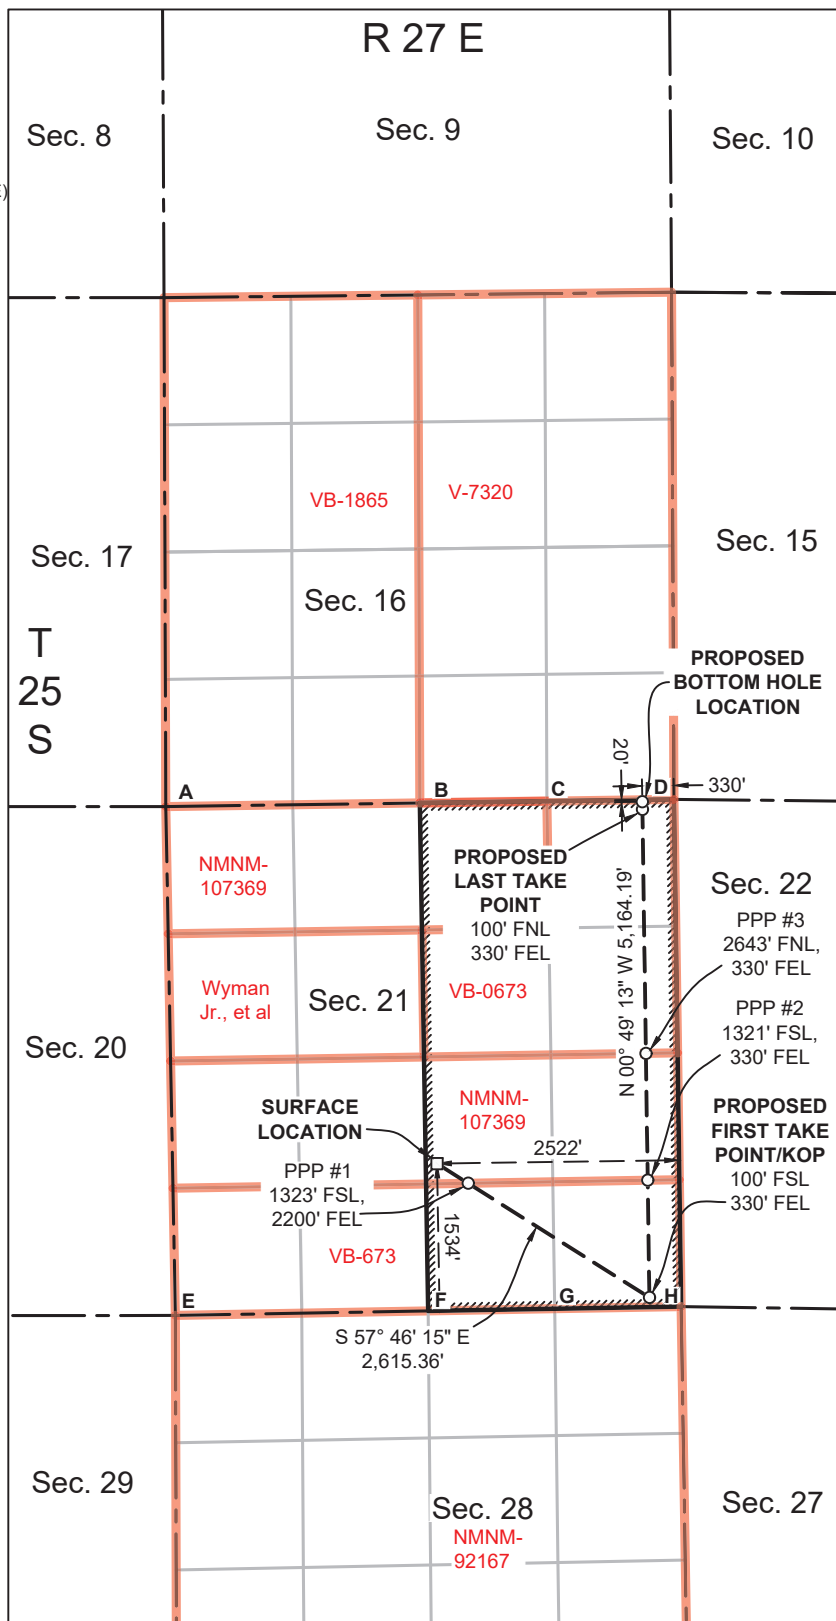 R 27 E
Sec. 8
Sec. 9
Sec. 10
E)
VB-1865
V-7320
Sec. 17
Sec. 16
Sec. 15
T
25
S
PROPOSED
BOTTOM HOLE
LOCATION
20'
330'
A
B
C
D
NMNM-
107369
PROPOSED
LAST TAKE
POINT
100' FNL
330' FEL
N 00° 49' 13" W 5,164.19'
Sec. 22
PPP #3
2643' FNL,
330' FEL
Wyman
Jr., et al
Sec. 21
VB-0673
Sec. 20
PPP #2
1321' FSL,
330' FEL
SURFACE
LOCATION
NMNM-
107369
PROPOSED
FIRST TAKE
POINT/KOP
100' FSL
330' FEL
2522'
PPP #1
1323' FSL,
2200' FEL
1534'
VB-673
E
F
G
H
S 57° 46' 15" E
2,615.36'
Sec. 29
Sec. 28
NMNM-
92167
Sec. 27